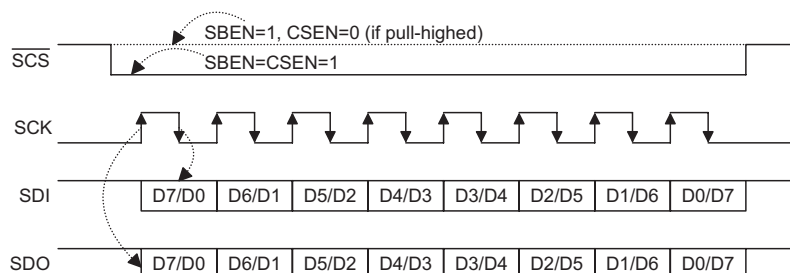 SBEN=1, CSEN=0 (if pull-highed)
SCS
SBEN=CSEN=1
SCK
SDI D7/D0 D6/D1 D5/D2 D4/D3 D3/D4 D2/D5 D1/D6 D0/D7
SDO D7/D0 D6/D1 D5/D2 D4/D3 D3/D4 D2/D5 D1/D6 D0/D7